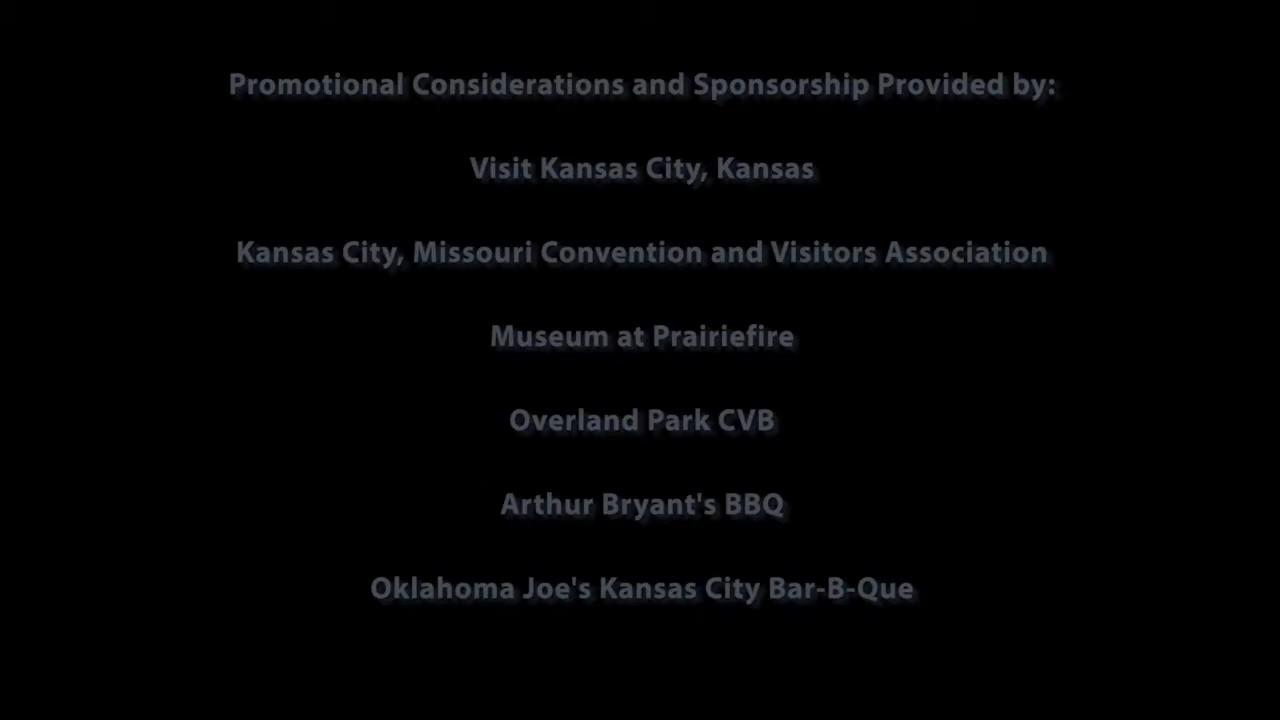 Promotional Considerations and Sponsorship Provided by:
Visit Kansas City, Kansas
Kansas City, Missouri Convention and Visitors Association
Museum at Prairiefire
Overland Park CVB
Arthur Bryant's BBQ
Oklahoma Joe's Kansas City Bar-B-Que